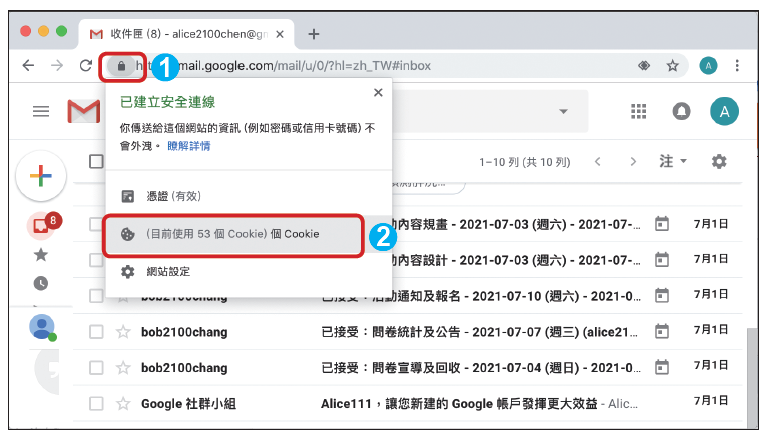 收件匣 (8) - alice2100chen@gm
1
mail.google.com/mail/u/0/?hl=zh_TW#inbox
A
已建立安全連線
你傳送給這個網站的資訊 (例如密碼或信用卡號碼) 不
會外洩。 瞭解詳情
A
1–10 列 (共 10 列)
注
憑證 (有效)
8
(目前使用 53 個 Cookie) 個 Cookie
2
內容規畫 - 2021-07-03 (週六) - 2021-07-...
7月1日
網站設定
內容設計 - 2021-07-03 (週六) - 2021-07-...
7月1日
bob2100chang
已接受:活動通知及報名 - 2021-07-10 (週六) - 2021-0...
7月1日
bob2100chang
已接受:問卷統計及公告 - 2021-07-07 (週三) (alice21...
7月1日
bob2100chang
已接受:問卷宣導及回收 - 2021-07-04 (週日) - 2021-0...
7月1日
Google 社群小組
Alice111,讓您新建的 Google 帳戶發揮更大效益 - Alic...
7月1日